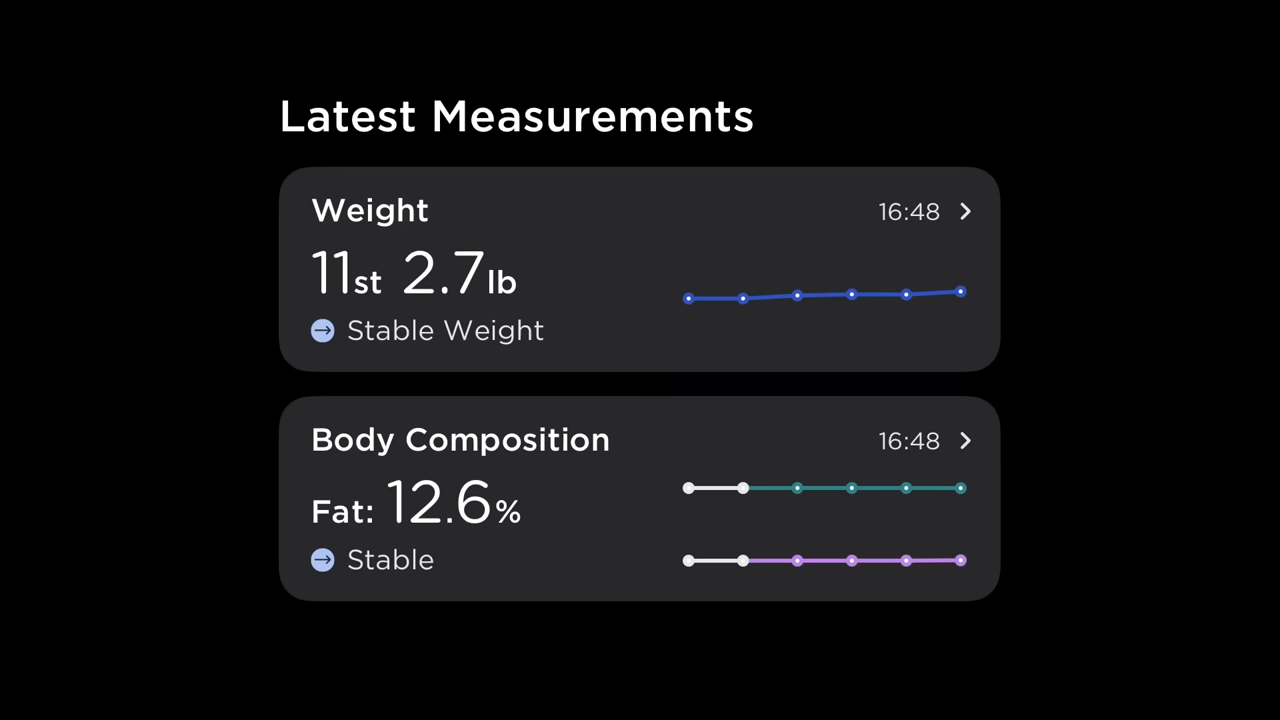 Latest Measurements
Weight
16:48
11st 2.7lb
Stable Weight
Body Composition
16:48
Fat: 12.6%
Stable